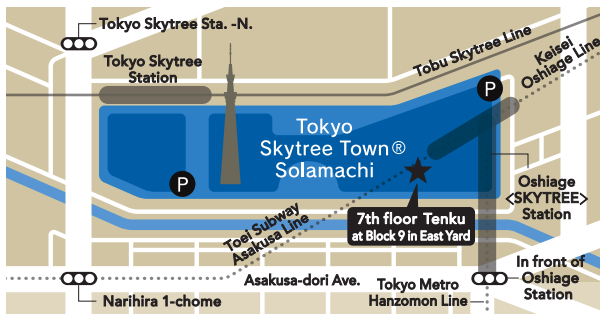 Tokyo Skytree Sta. -N.
Tokyo Skytree
Station
Tobu Skytree Line
Keisei
Oshiage Line
P
Tokyo
Skytree Town®
Solamachi
P
Oshiage
<SKYTREE>
Station
7th floor Tenku
at Block 9 in East Yard
Toei Subway
Asakusa Line
Asakusa-dori Ave.
Tokyo Metro
Hanzomon Line
In front of
Oshiage
Station
Narihira 1-chome